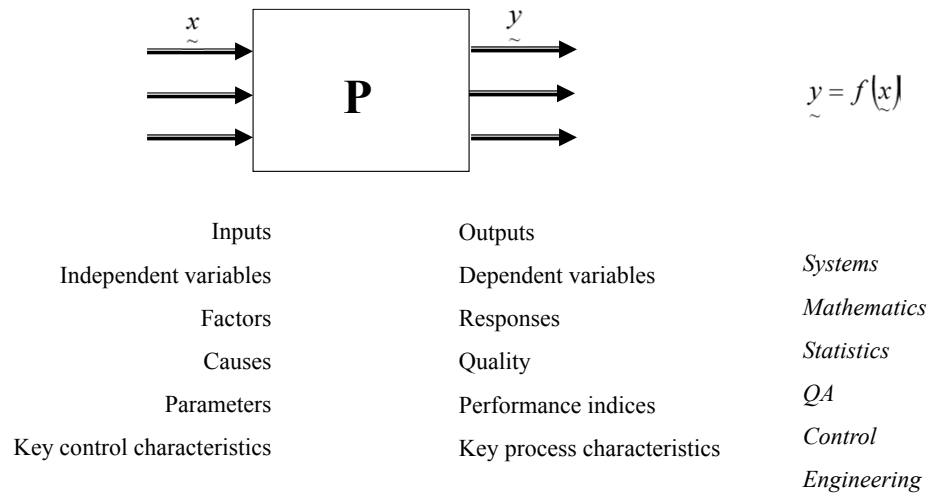 x
~
y
~
P
y = f(x)
~ ~
Inputs Outputs
Independent variables Dependent variables Systems
Factors Responses Mathematics
Causes Quality Statistics
Parameters Performance indices QA
Key control characteristics Key process characteristics Control
Engineering